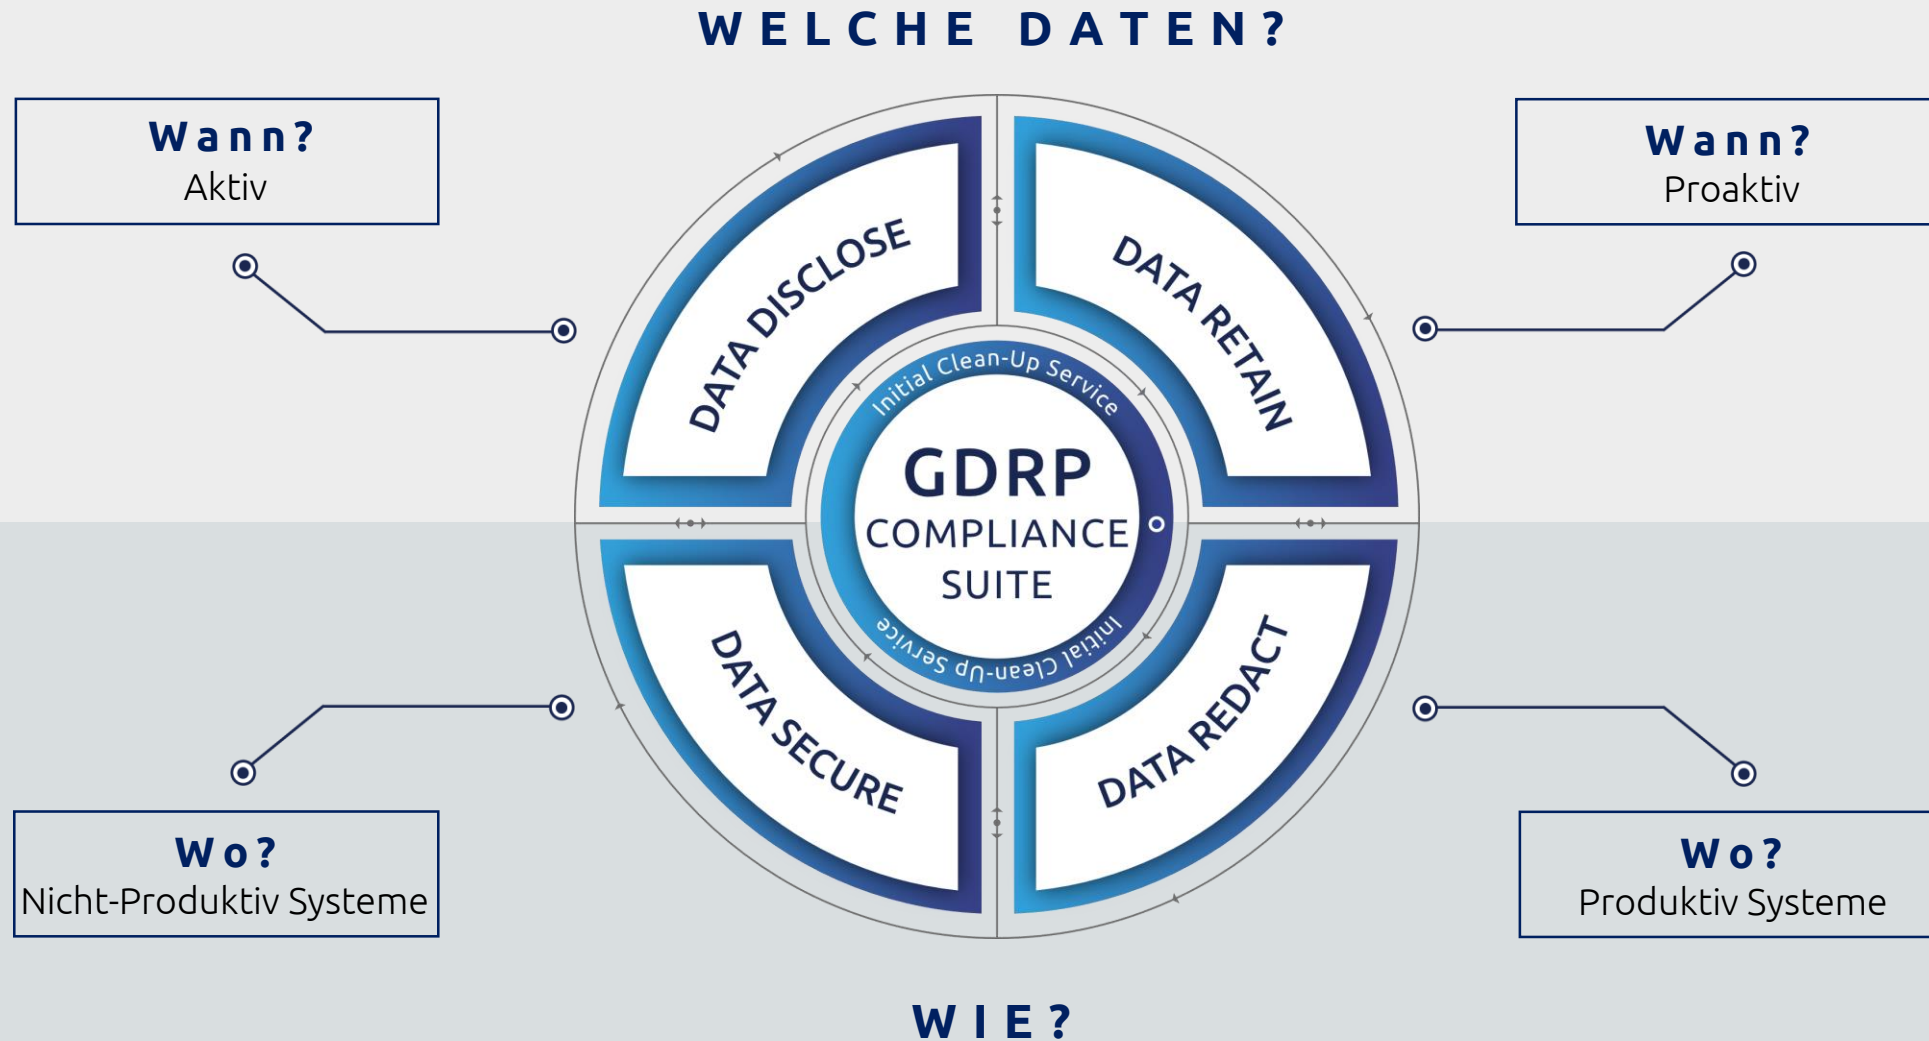 WELCHE DATEN?
Wann?
Aktiv
Wann?
Proaktiv
DATA DISCLOSE
DATA RETAIN
Initial Clean-Up Service
GDRP
COMPLIANCE
SUITE
Initial Clean-Up Service
DATA SECURE
DATA REDACT
Wo?
Nicht-Produktiv Systeme
Wo?
Produktiv Systeme
WIE?